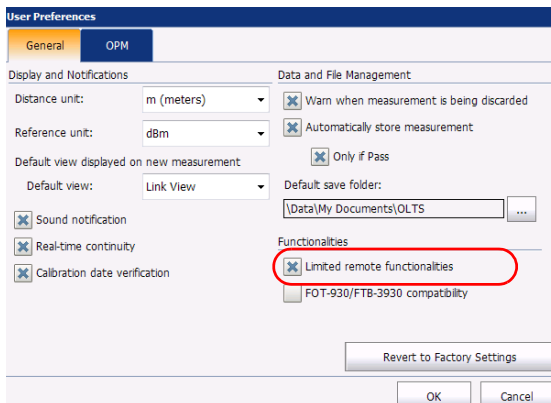 User Preferences
General
OPM
Display and Notifications
Distance unit: m (meters)
Reference unit: dBm
Default view displayed on new measurement
Default view: Link View
Sound notification
Real-time continuity
Calibration date verification
Data and File Management
Warn when measurement is being discarded
Automatically store measurement
Only if Pass
Default save folder:
\Data\My Documents\OLTS
...
Functionalities
Limited remote functionalities
FOT-930/FTB-3930 compatibility
Revert to Factory Settings
OK
Cancel